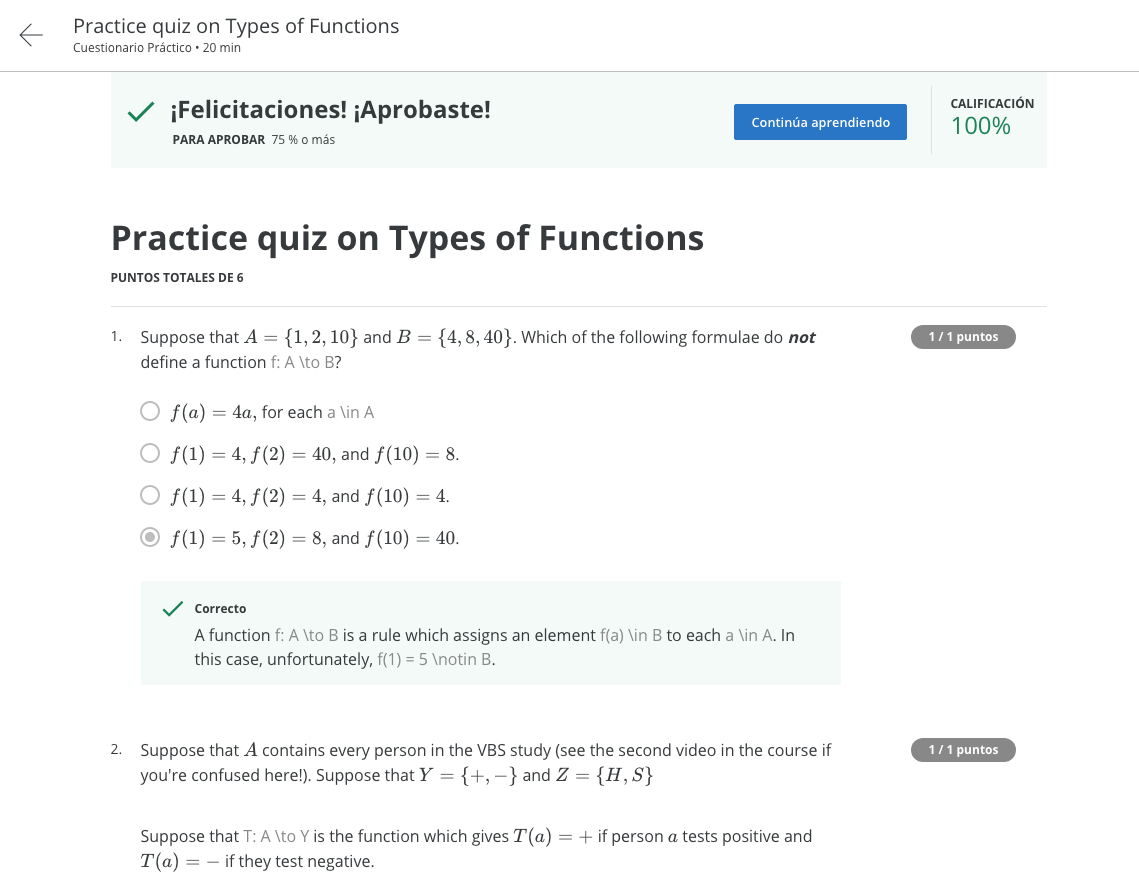 Practice quiz on Types of Functions
Cuestionario Práctico • 20 min
¡Felicitaciones! ¡Aprobaste!
PARA APROBAR 75 % o más
Continúa aprendiendo
CALIFICACIÓN
100%
Practice quiz on Types of Functions
PUNTOS TOTALES DE 6
1. Suppose that A = {1, 2, 10} and B = {4, 8, 40}. Which of the following formulae do not
define a function f: A \to B?
1 / 1 puntos
f(a) = 4a, for each a \in A
f(1) = 4, f(2) = 40, and f(10) = 8.
f(1) = 4, f(2) = 4, and f(10) = 4.
f(1) = 5, f(2) = 8, and f(10) = 40.
Correcto
A function f: A \to B is a rule which assigns an element f(a) \in B to each a \in A. In
this case, unfortunately, f(1) = 5 \notin B.
2. Suppose that A contains every person in the VBS study (see the second video in the course if
you're confused here!). Suppose that Y = {+, −} and Z = {H, S}
1 / 1 puntos
Suppose that T: A \to Y is the function which gives T(a) = + if person a tests positive and
T(a) = − if they test negative.